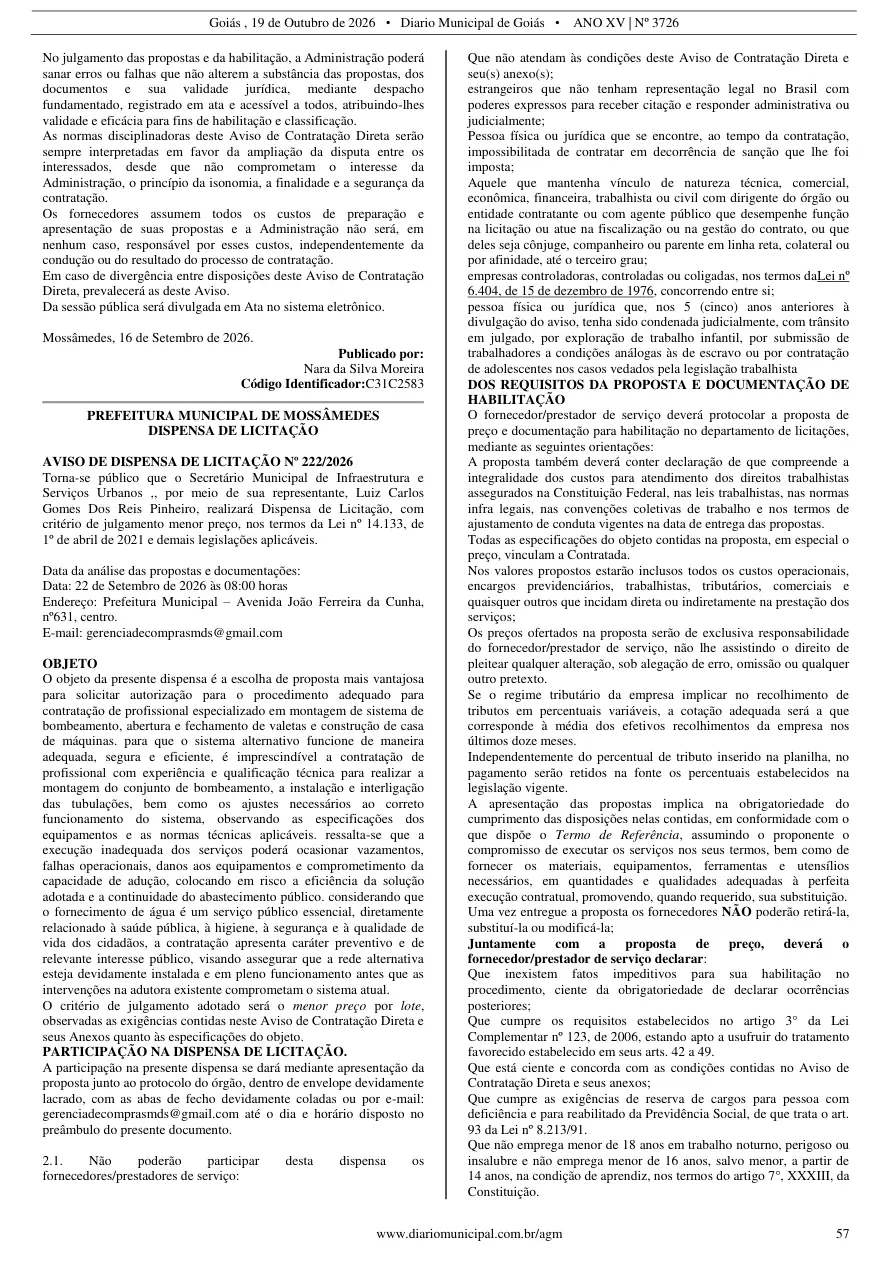 Goiás , 19 de Outubro de 2026 • Diario Municipal de Goiás • ANO XV | Nº 3726
No julgamento das propostas e da habilitação, a Administração poderá
sanar erros ou falhas que não alterem a substância das propostas, dos
documentos e sua validade jurídica, mediante despacho
fundamentado, registrado em ata e acessível a todos, atribuindo-lhes
validade e eficácia para fins de habilitação e classificação.
As normas disciplinadoras deste Aviso de Contratação Direta serão
sempre interpretadas em favor da ampliação da disputa entre os
interessados, desde que não comprometam o interesse da
Administração, o princípio da isonomia, a finalidade e a segurança da
contratação.
Os fornecedores assumem todos os custos de preparação e
apresentação de suas propostas e a Administração não será, em
nenhum caso, responsável por esses custos, independentemente da
condução ou do resultado do processo de contratação.
Em caso de divergência entre disposições deste Aviso de Contratação
Direta, prevalecerá as deste Aviso.
Da sessão pública será divulgada em Ata no sistema eletrônico.
Mossâmedes, 16 de Setembro de 2026.
Publicado por:
Nara da Silva Moreira
Código Identificador:C31C2583
PREFEITURA MUNICIPAL DE MOSSÂMEDES
DISPENSA DE LICITAÇÃO
AVISO DE DISPENSA DE LICITAÇÃO Nº 222/2026
Torna-se público que o Secretário Municipal de Infraestrutura e
Serviços Urbanos ,, por meio de sua representante, Luiz Carlos
Gomes Dos Reis Pinheiro, realizará Dispensa de Licitação, com
critério de julgamento menor preço, nos termos da Lei nº 14.133, de
1º de abril de 2021 e demais legislações aplicáveis.
Data da análise das propostas e documentações:
Data: 22 de Setembro de 2026 às 08:00 horas
Endereço: Prefeitura Municipal – Avenida João Ferreira da Cunha,
nº631, centro.
E-mail: gerenciadecomprasmds@gmail.com
OBJETO
O objeto da presente dispensa é a escolha de proposta mais vantajosa
para solicitar autorização para o procedimento adequado para
contratação de profissional especializado em montagem de sistema de
bombeamento, abertura e fechamento de valetas e construção de casa
de máquinas. para que o sistema alternativo funcione de maneira
adequada, segura e eficiente, é imprescindível a contratação de
profissional com experiência e qualificação técnica para realizar a
montagem do conjunto de bombeamento, a instalação e interligação
das tubulações, bem como os ajustes necessários ao correto
funcionamento do sistema, observando as especificações dos
equipamentos e as normas técnicas aplicáveis. ressalta-se que a
execução inadequada dos serviços poderá ocasionar vazamentos,
falhas operacionais, danos aos equipamentos e comprometimento da
capacidade de adução, colocando em risco a eficiência da solução
adotada e a continuidade do abastecimento público. considerando que
o fornecimento de água é um serviço público essencial, diretamente
relacionado à saúde pública, à higiene, à segurança e à qualidade de
vida dos cidadãos, a contratação apresenta caráter preventivo e de
relevante interesse público, visando assegurar que a rede alternativa
esteja devidamente instalada e em pleno funcionamento antes que as
intervenções na adutora existente comprometam o sistema atual.
O critério de julgamento adotado será o menor preço por lote,
observadas as exigências contidas neste Aviso de Contratação Direta e
seus Anexos quanto às especificações do objeto.
PARTICIPAÇÃO NA DISPENSA DE LICITAÇÃO.
A participação na presente dispensa se dará mediante apresentação da
proposta junto ao protocolo do órgão, dentro de envelope devidamente
lacrado, com as abas de fecho devidamente coladas ou por e-mail:
gerenciadecomprasmds@gmail.com até o dia e horário disposto no
preâmbulo do presente documento.
2.1. Não poderão participar desta dispensa os
fornecedores/prestadores de serviço:
Que não atendam às condições deste Aviso de Contratação Direta e
seu(s) anexo(s);
estrangeiros que não tenham representação legal no Brasil com
poderes expressos para receber citação e responder administrativa ou
judicialmente;
Pessoa física ou jurídica que se encontre, ao tempo da contratação,
impossibilitada de contratar em decorrência de sanção que lhe foi
imposta;
Aquele que mantenha vínculo de natureza técnica, comercial,
econômica, financeira, trabalhista ou civil com dirigente do órgão ou
entidade contratante ou com agente público que desempenhe função
na licitação ou atue na fiscalização ou na gestão do contrato, ou que
deles seja cônjuge, companheiro ou parente em linha reta, colateral ou
por afinidade, até o terceiro grau;
empresas controladoras, controladas ou coligadas, nos termos daLei nº
6.404, de 15 de dezembro de 1976, concorrendo entre si;
pessoa física ou jurídica que, nos 5 (cinco) anos anteriores à
divulgação do aviso, tenha sido condenada judicialmente, com trânsito
em julgado, por exploração de trabalho infantil, por submissão de
trabalhadores a condições análogas às de escravo ou por contratação
de adolescentes nos casos vedados pela legislação trabalhista
DOS REQUISITOS DA PROPOSTA E DOCUMENTAÇÃO DE
HABILITAÇÃO
O fornecedor/prestador de serviço deverá protocolar a proposta de
preço e documentação para habilitação no departamento de licitações,
mediante as seguintes orientações:
A proposta também deverá conter declaração de que compreende a
integralidade dos custos para atendimento dos direitos trabalhistas
assegurados na Constituição Federal, nas leis trabalhistas, nas normas
infra legais, nas convenções coletivas de trabalho e nos termos de
ajustamento de conduta vigentes na data de entrega das propostas.
Todas as especificações do objeto contidas na proposta, em especial o
preço, vinculam a Contratada.
Nos valores propostos estarão inclusos todos os custos operacionais,
encargos previdenciários, trabalhistas, tributários, comerciais e
quaisquer outros que incidam direta ou indiretamente na prestação dos
serviços;
Os preços ofertados na proposta serão de exclusiva responsabilidade
do fornecedor/prestador de serviço, não lhe assistindo o direito de
pleitear qualquer alteração, sob alegação de erro, omissão ou qualquer
outro pretexto.
Se o regime tributário da empresa implicar no recolhimento de
tributos em percentuais variáveis, a cotação adequada será a que
corresponde à média dos efetivos recolhimentos da empresa nos
últimos doze meses.
Independentemente do percentual de tributo inserido na planilha, no
pagamento serão retidos na fonte os percentuais estabelecidos na
legislação vigente.
A apresentação das propostas implica na obrigatoriedade do
cumprimento das disposições nelas contidas, em conformidade com o
que dispõe o Termo de Referência, assumindo o proponente o
compromisso de executar os serviços nos seus termos, bem como de
fornecer os materiais, equipamentos, ferramentas e utensílios
necessários, em quantidades e qualidades adequadas à perfeita
execução contratual, promovendo, quando requerido, sua substituição.
Uma vez entregue a proposta os fornecedores NÃO poderão retirá-la,
substituí-la ou modificá-la;
Juntamente com a proposta de preço, deverá o
fornecedor/prestador de serviço declarar:
Que inexistem fatos impeditivos para sua habilitação no
procedimento, ciente da obrigatoriedade de declarar ocorrências
posteriores;
Que cumpre os requisitos estabelecidos no artigo 3° da Lei
Complementar nº 123, de 2006, estando apto a usufruir do tratamento
favorecido estabelecido em seus arts. 42 a 49.
Que está ciente e concorda com as condições contidas no Aviso de
Contratação Direta e seus anexos;
Que cumpre as exigências de reserva de cargos para pessoa com
deficiência e para reabilitado da Previdência Social, de que trata o art.
93 da Lei nº 8.213/91.
Que não emprega menor de 18 anos em trabalho noturno, perigoso ou
insalubre e não emprega menor de 16 anos, salvo menor, a partir de
14 anos, na condição de aprendiz, nos termos do artigo 7°, XXXIII, da
Constituição.
www.diariomunicipal.com.br/agm 57